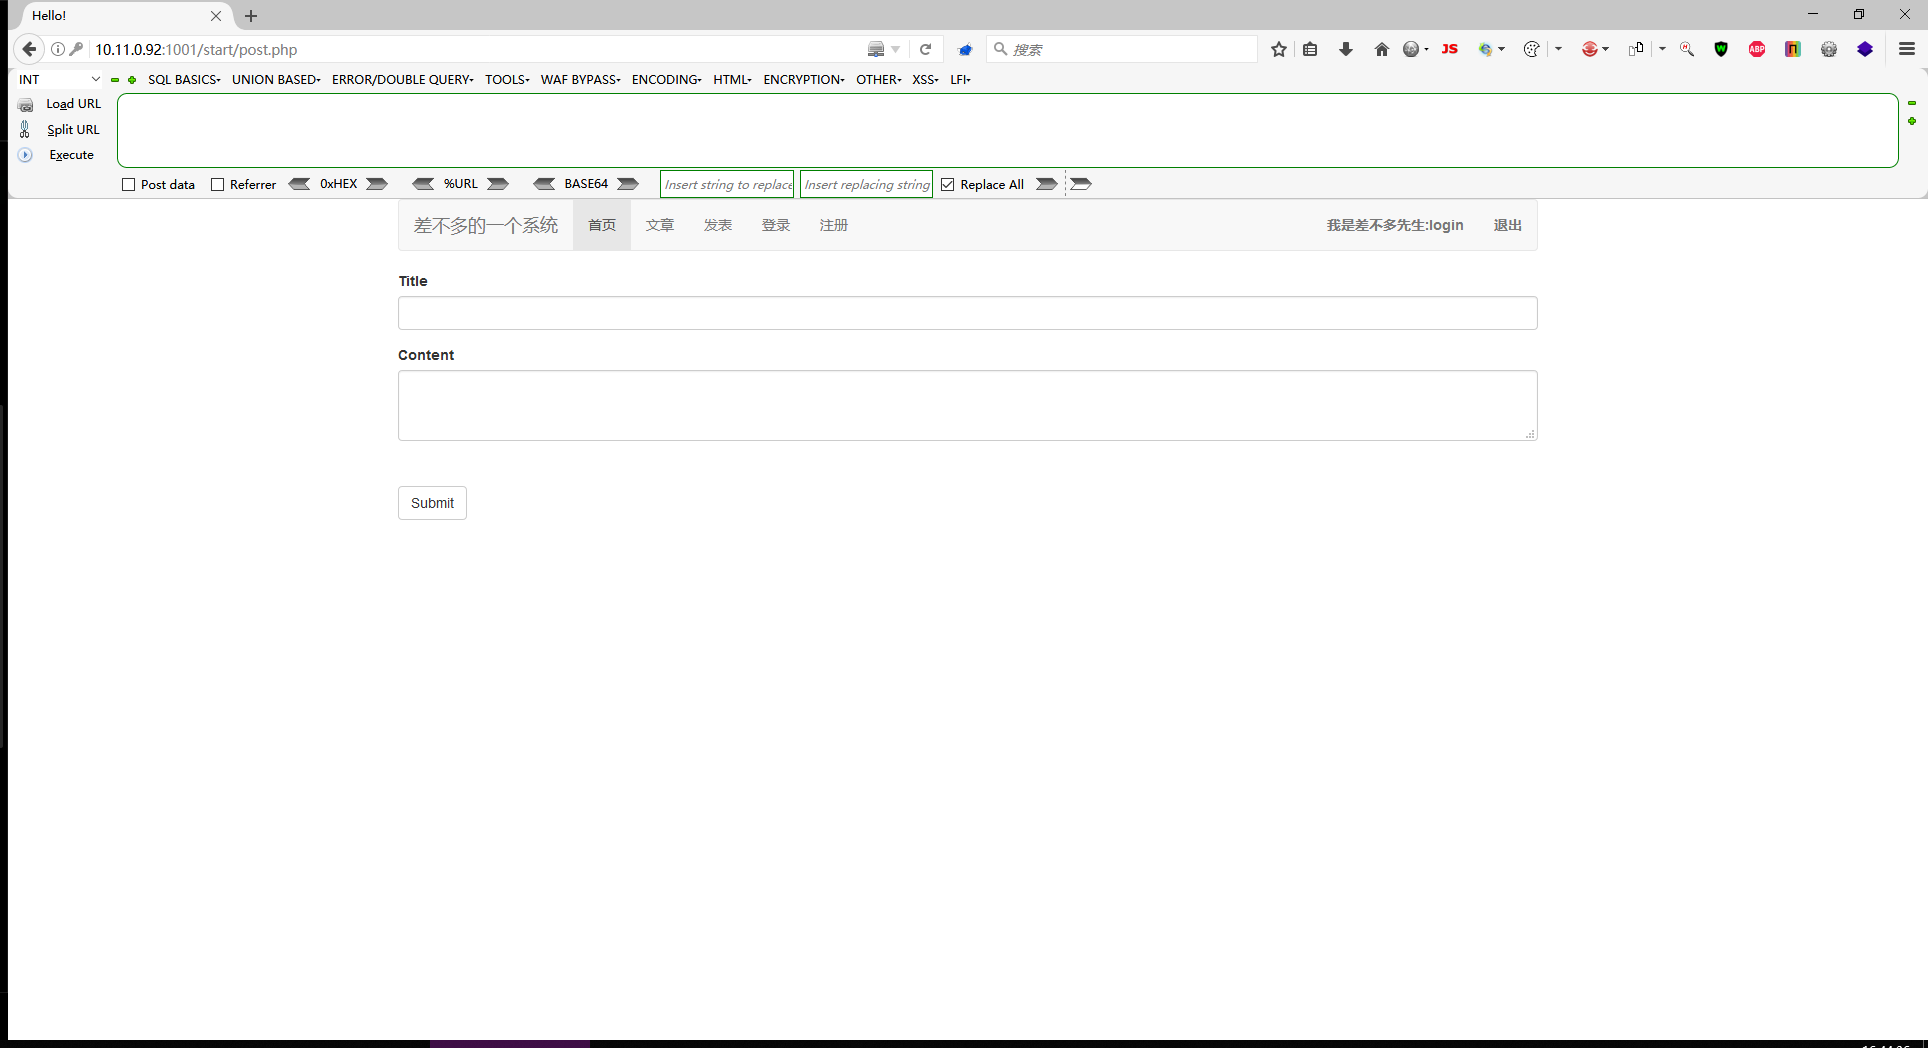 Hello!
10.11.0.92:1001/start/post.php
搜索
JS
ABP
INT
SQL BASICS
UNION BASED
ERROR/DOUBLE QUERY
TOOLS
WAF BYPASS
ENCODING
HTML
ENCRYPTION
OTHER
XSS
LFI
Load URL
Split URL
Execute
Post data
Referrer
0xHEX
%URL
BASE64
Insert string to replace
Insert replacing string
Replace All
差不多的一个系统
首页
文章
发表
登录
注册
我是差不多先生:login
退出
Title
Content
Submit